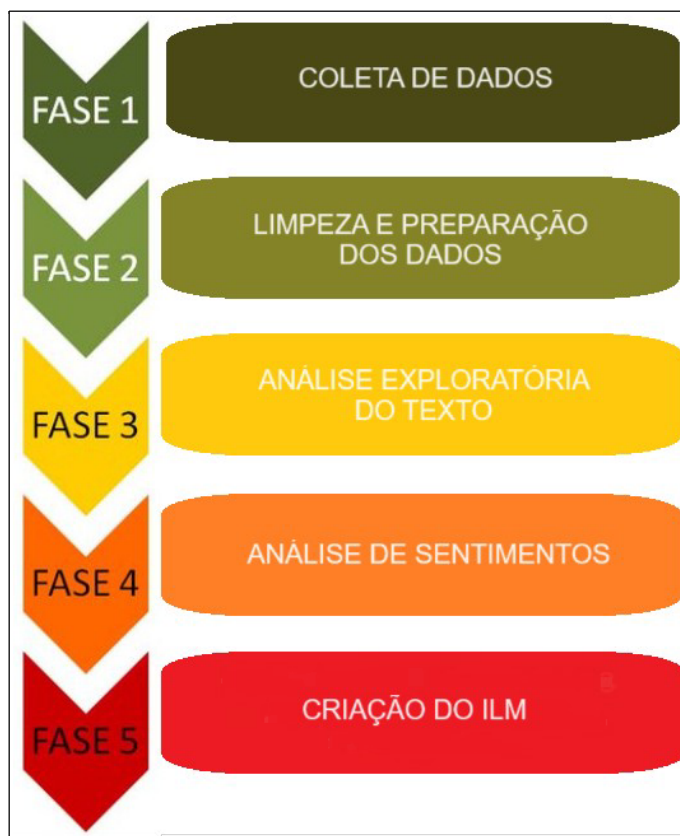 FASE 1
COLETA DE DADOS
FASE 2
LIMPEZA E PREPARAÇÃO
DOS DADOS
FASE 3
ANÁLISE EXPLORATÓRIA
DO TEXTO
FASE 4
ANÁLISE DE SENTIMENTOS
FASE 5
CRIAÇÃO DO ILM